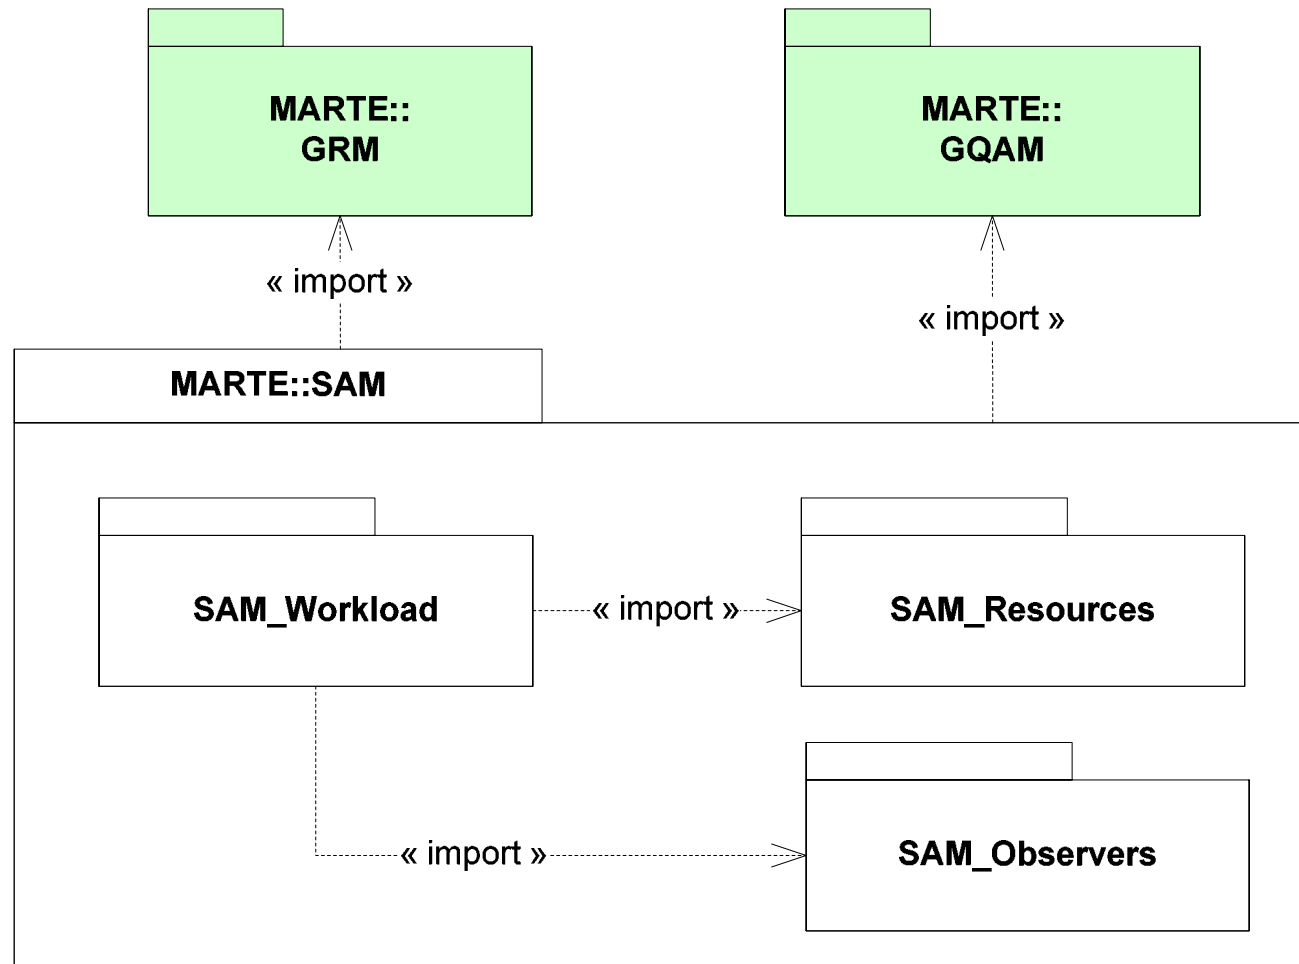 MARTE::
GRM
MARTE::
GQAM
« import »
« import »
MARTE::SAM
SAM_Workload
« import »
SAM_Resources
« import »
SAM_Observers